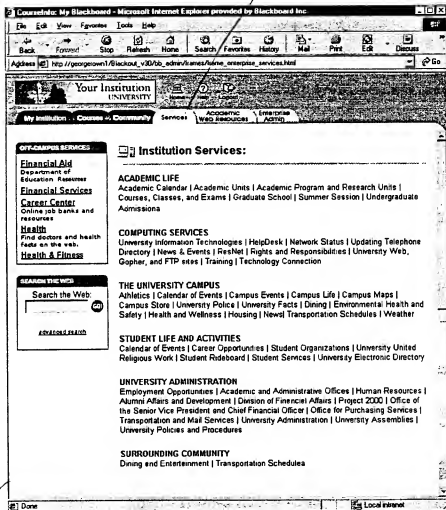 CourseInfo: My Blackboard - Microsoft Internet Explorer provided by Blackboard Inc.
File Edit View Favorites Tools Help
Back Forward Stop Refresh Home Search Favorites History Mail Print Edit Discuss
Address http://georgetown1/Blackout_v30/bb_admin/kames/kame_enterprise_services.html Go
Your Institution
UNIVERSITY
My Institution Courses Community Services Academic Web Resources Enterprise Admin
OFF-CAMPUS SERVICES
Financial Aid
Department of
Education Resources
Financial Services
Career Center
Online job banks and
resources
Health
Find doctors and health
facts on the web.
Health & Fitness
SEARCH THE WEB
Search the Web:
GO!
advanced search
Institution Services:
ACADEMIC LIFE
Academic Calendar | Academic Units | Academic Program and Research Units |
Courses, Classes, and Exams | Graduate School | Summer Session | Undergraduate
Admissions
COMPUTING SERVICES
University Information Technologies | HelpDesk | Network Status | Updating Telephone
Directory | News & Events | ResNet | Rights and Responsibilities | University Web,
Gopher, and FTP sites | Training | Technology Connection
THE UNIVERSITY CAMPUS
Athletics | Calendar of Events | Campus Events | Campus Life | Campus Maps |
Campus Store | University Police | University Facts | Dining | Environmental Health and
Safety | Health and Wellness | Housing | News| Transportation Schedules | Weather
STUDENT LIFE AND ACTIVITIES
Calendar of Events | Career Opportunities | Student Organizations | University United
Religious Work | Student Rideboard | Student Services | University Electronic Directory
UNIVERSITY ADMINISTRATION
Employment Opportunities | Academic and Administrative Offices | Human Resources |
Alumni Affairs and Development | Division of Financial Affairs | Project 2000 | Office of
the Senior Vice President and Chief Financial Officer | Office for Purchasing Services |
Transportation and Mail Services | University Administration | University Assemblies |
University Policies and Procedures
SURROUNDING COMMUNITY
Dining and Entertainment | Transportation Schedules
Done Local intranet